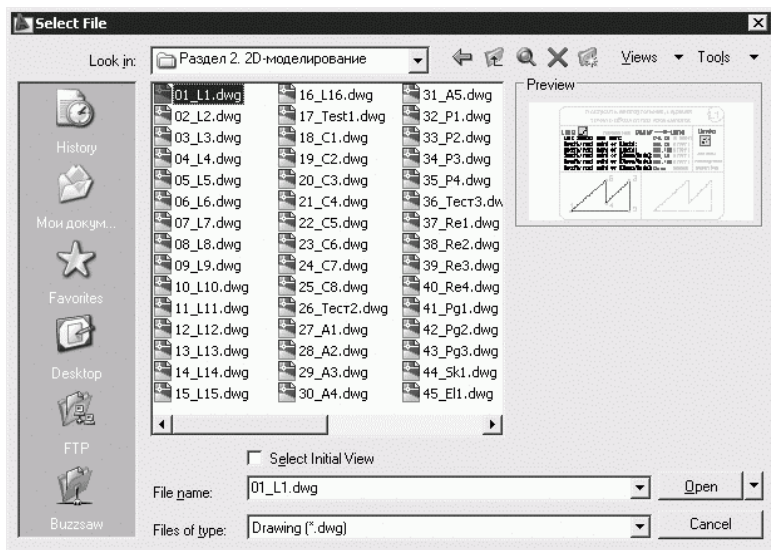 Select File
Look in:
Раздел 2. 2D-моделирование
Views
Tools
History
Мои докум...
Favorites
Desktop
FTP
Buzzsaw
01_L1.dwg
02_L2.dwg
03_L3.dwg
04_L4.dwg
05_L5.dwg
06_L6.dwg
07_L7.dwg
08_L8.dwg
09_L9.dwg
10_L10.dwg
11_L11.dwg
12_L12.dwg
13_L13.dwg
14_L14.dwg
15_L15.dwg
16_L16.dwg
17_Test1.dwg
18_C1.dwg
19_C2.dwg
20_C3.dwg
21_C4.dwg
22_C5.dwg
23_C6.dwg
24_C7.dwg
25_C8.dwg
26_Тест2.dwg
27_A1.dwg
28_A2.dwg
29_A3.dwg
30_A4.dwg
31_A5.dwg
32_P1.dwg
33_P2.dwg
34_P3.dwg
35_P4.dwg
36_Тест3.dw
37_Re1.dwg
38_Re2.dwg
39_Re3.dwg
40_Re4.dwg
41_Pg1.dwg
42_Pg2.dwg
43_Pg3.dwg
44_Sk1.dwg
45_El1.dwg
Preview
Select Initial View
File name:
01_L1.dwg
Open
Files of type:
Drawing (*.dwg)
Cancel